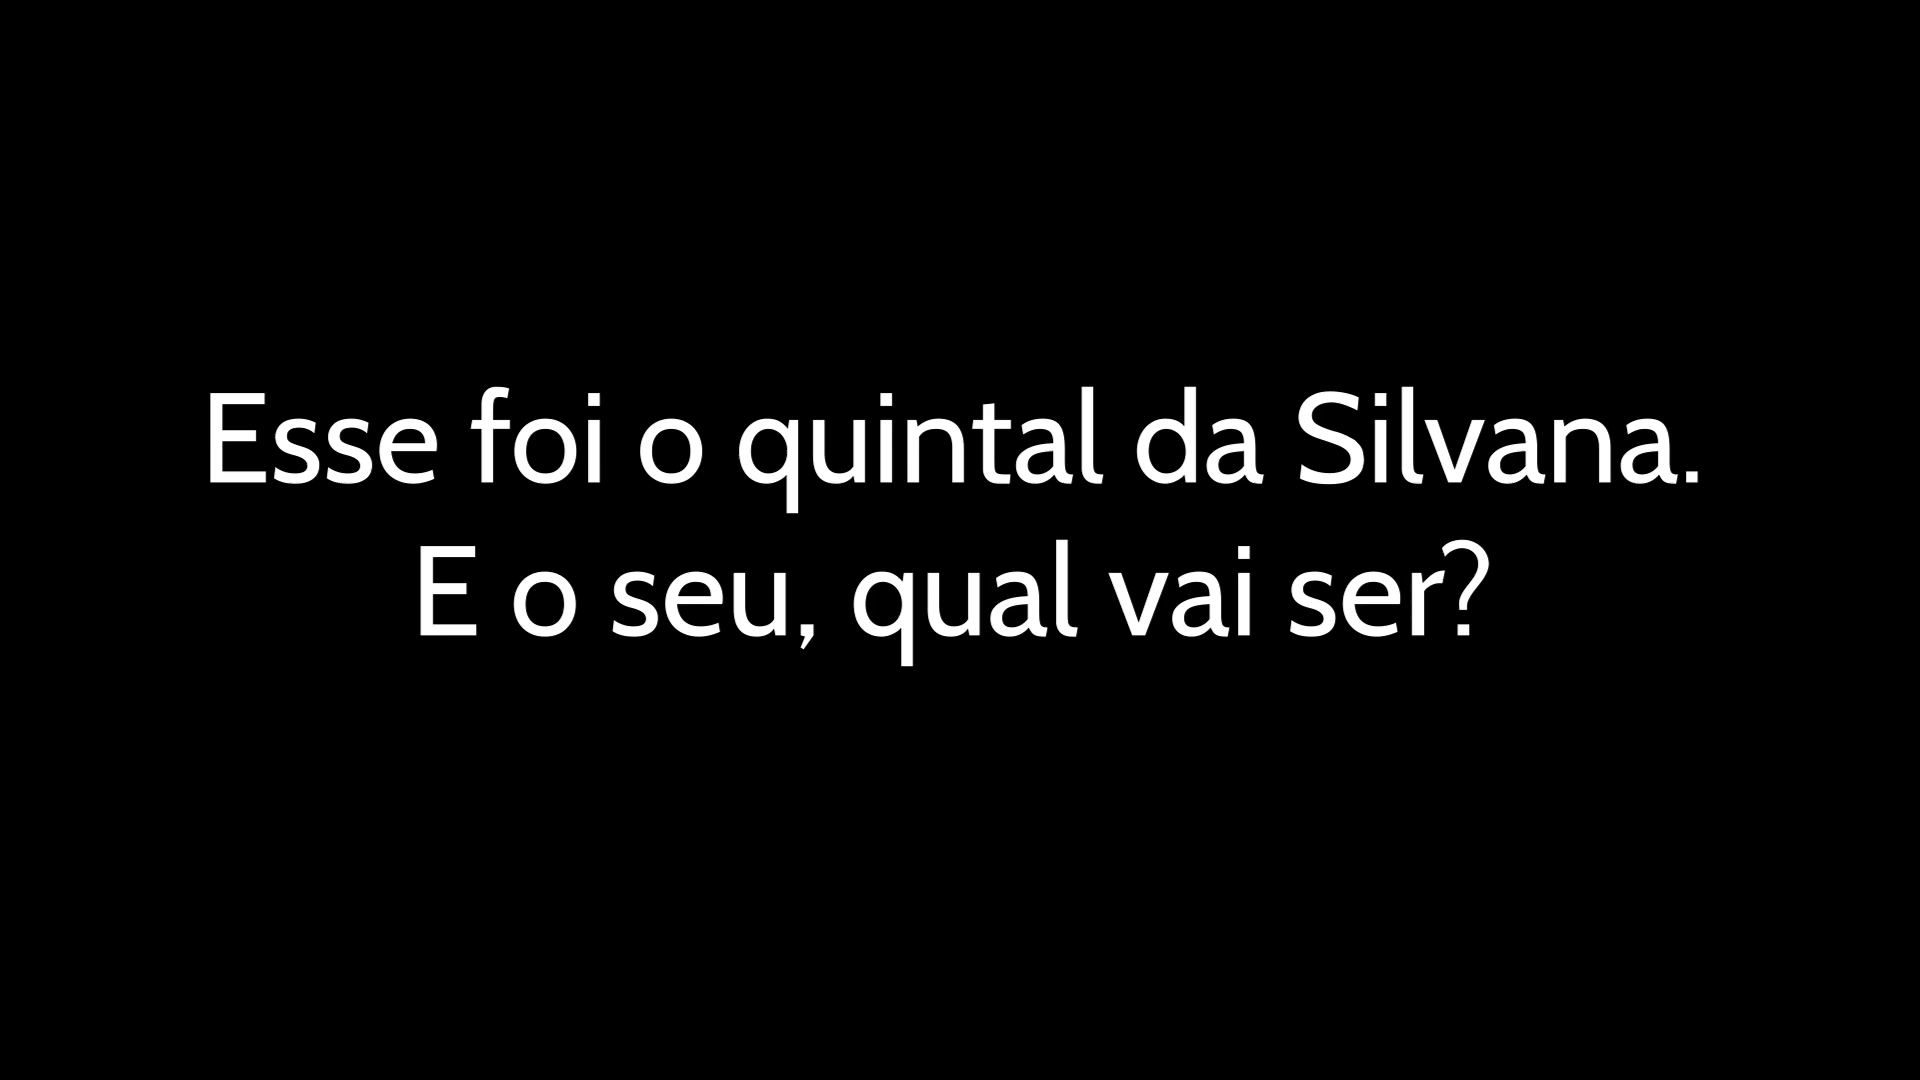 Esse foi o quintal da Silvana.
E o seu, qual vai ser?